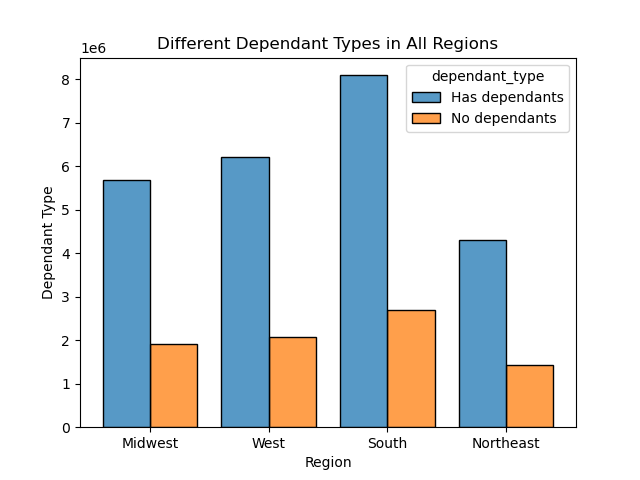 Different Dependant Types in All Regions
1e6
dependant_type
Has dependants
No dependants
8
7
6
5
4
3
2
1
0
Dependant Type
Midwest
West
South
Northeast
Region